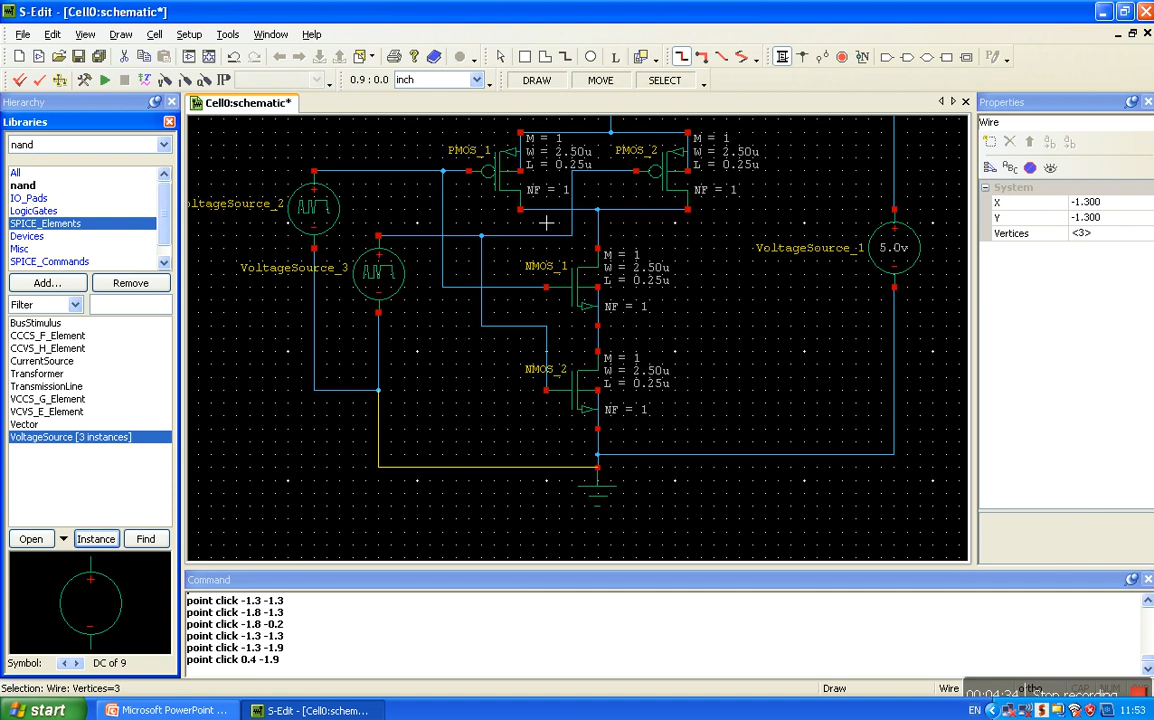 S-Edit - [Cell0:schematic*]
File Edit View Draw Cell Setup Tools Window Help
0.9 : 0.0 inch DRAW MOVE SELECT
Hierarchy
Libraries
nand
All
nand
IO_Pads
LogicGates
SPICE_Elements
Devices
Misc
SPICE_Commands
Add... Remove
Filter
BusStimulus
CCCS_F_Element
CCVS_H_Element
CurrentSource
Transformer
TransmissionLine
VCCS_G_Element
VCVS_E_Element
Vector
VoltageSource [3 instances]
Open Instance Find
Symbol: DC of 9
Cell0:schematic*
PMOS_1
M = 1
W = 2.50u
L = 0.25u
NF = 1
PMOS_2
M = 1
W = 2.50u
L = 0.25u
NF = 1
oltageSource_2
VoltageSource_3
NMOS_1
M = 1
W = 2.50u
L = 0.25u
NF = 1
NMOS_2
M = 1
W = 2.50u
L = 0.25u
NF = 1
VoltageSource_1
5.0v
Properties
Wire
System
X -1.300
Y -1.300
Vertices <3>
Command
point click -1.3 -1.3
point click -1.8 -1.3
point click -1.8 -0.2
point click -1.3 -1.3
point click -1.3 -1.9
point click 0.4 -1.9
Selection: Wire: Vertices=3 Draw Wire ortho
00:04:34 Stop recording
start Microsoft PowerPoint ... S-Edit - [Cell0:schem... EN 11:53